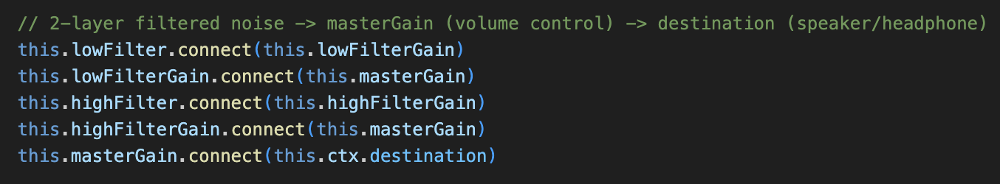 // 2-layer filtered noise -> masterGain (volume control) -> destination (speaker/headphone)
this.lowFilter.connect(this.lowFilterGain)
this.lowFilterGain.connect(this.masterGain)
this.highFilter.connect(this.highFilterGain)
this.highFilterGain.connect(this.masterGain)
this.masterGain.connect(this.ctx.destination)